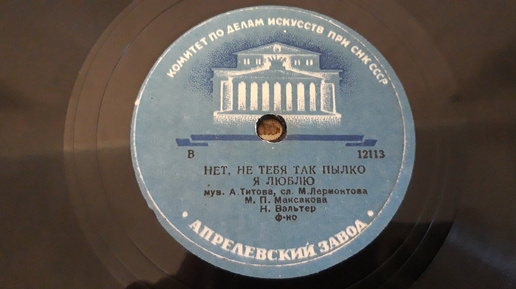 КОМИТЕТ ПО ДЕЛАМ ИСКУССТВ ПРИ СНК СССР
В 12113
НЕТ, НЕ ТЕБЯ ТАК ПЫЛКО
Я ЛЮБЛЮ
муз. А. Титова, сл. М. Лермонтова
М. П. Максакова
Н. Вальтер
ф-но
АПРЕЛЕВСКИЙ ЗАВОД